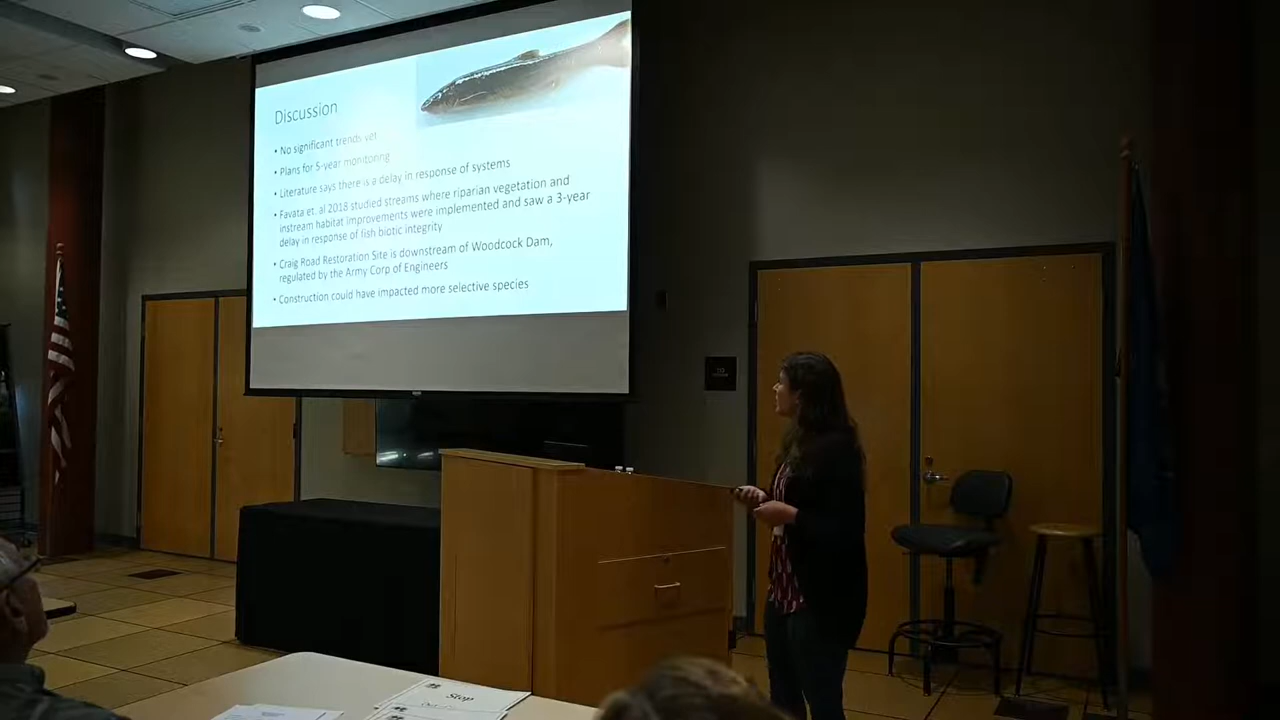 Discussion
• No significant trends yet
• Plans for 5-year monitoring
• Literature says there is a delay in response of systems
• Favata et. al 2018 studied streams where riparian vegetation and
instream habitat improvements were implemented and saw a 3-year
delay in response of fish biotic integrity
• Craig Road Restoration Site is downstream of Woodcock Dam,
regulated by the Army Corp of Engineers
• Construction could have impacted more selective species
Stop